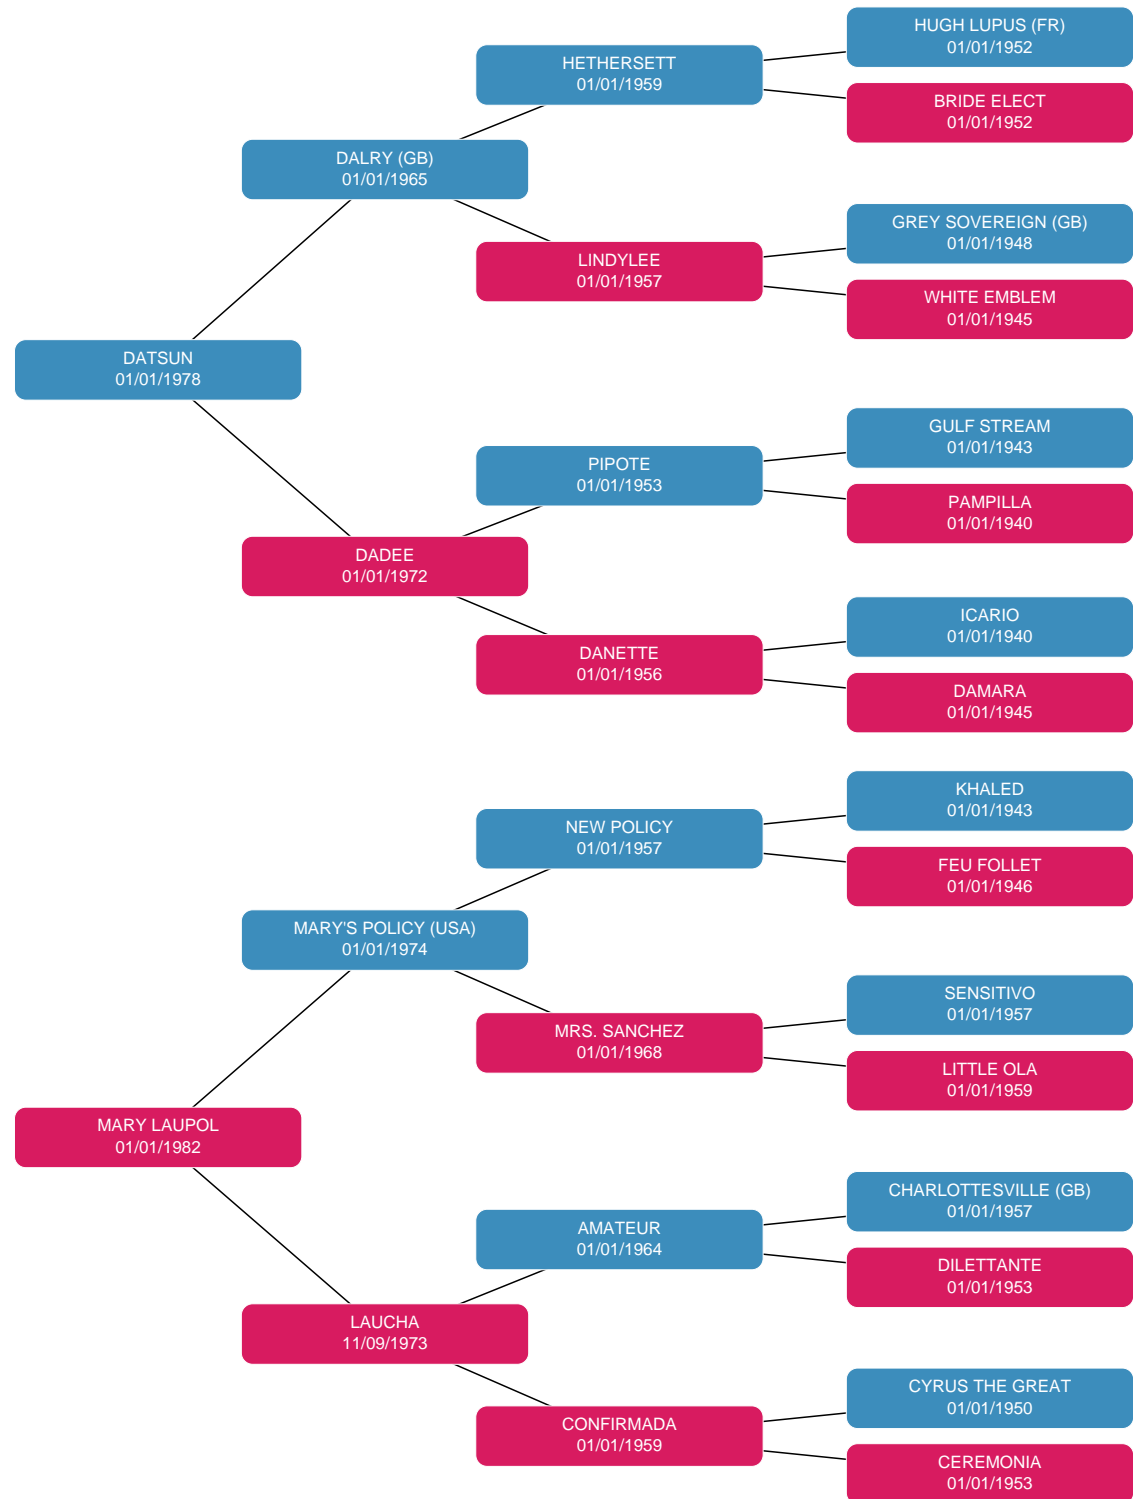 HUGH LUPUS (FR)
01/01/1952
HETHERSETT
01/01/1959
BRIDE ELECT
01/01/1952
DALRY (GB)
01/01/1965
GREY SOVEREIGN (GB)
01/01/1948
LINDYLEE
01/01/1957
WHITE EMBLEM
01/01/1945
DATSUN
01/01/1978
GULF STREAM
01/01/1943
PIPOTE
01/01/1953
PAMPILLA
01/01/1940
DADEE
01/01/1972
ICARIO
01/01/1940
DANETTE
01/01/1956
DAMARA
01/01/1945
KHALED
01/01/1943
NEW POLICY
01/01/1957
FEU FOLLET
01/01/1946
MARY'S POLICY (USA)
01/01/1974
SENSITIVO
01/01/1957
MRS. SANCHEZ
01/01/1968
LITTLE OLA
01/01/1959
MARY LAUPOL
01/01/1982
CHARLOTTESVILLE (GB)
01/01/1957
AMATEUR
01/01/1964
DILETTANTE
01/01/1953
LAUCHA
11/09/1973
CYRUS THE GREAT
01/01/1950
CONFIRMADA
01/01/1959
CEREMONIA
01/01/1953